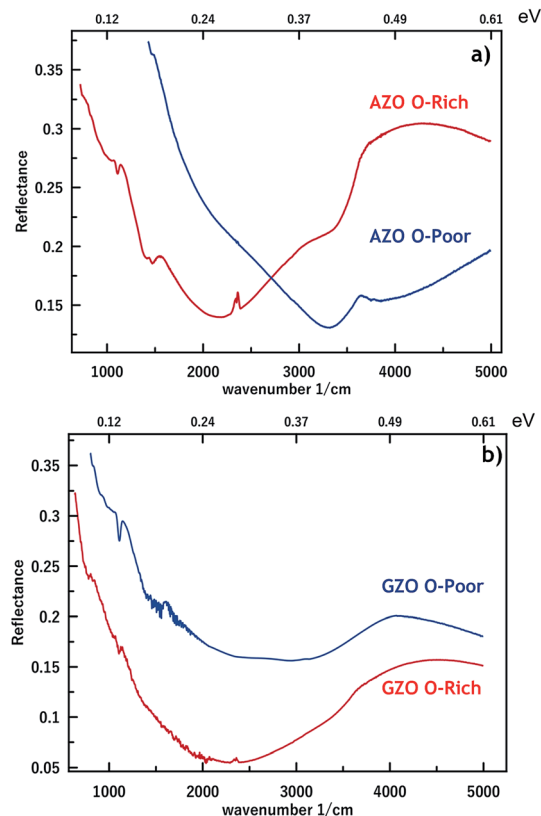 0.12 0.24 0.37 0.49 0.61 eV
a)
0.35
AZO O-Rich
0.3
0.25
Reflectance
AZO O-Poor
0.2
0.15
1000 2000 3000 4000 5000
wavenumber 1/cm
0.12 0.24 0.37 0.49 0.61 eV
b)
0.35
0.3
0.25
GZO O-Poor
0.2
Reflectance
0.15
GZO O-Rich
0.1
0.05
1000 2000 3000 4000 5000
wavenumber 1/cm